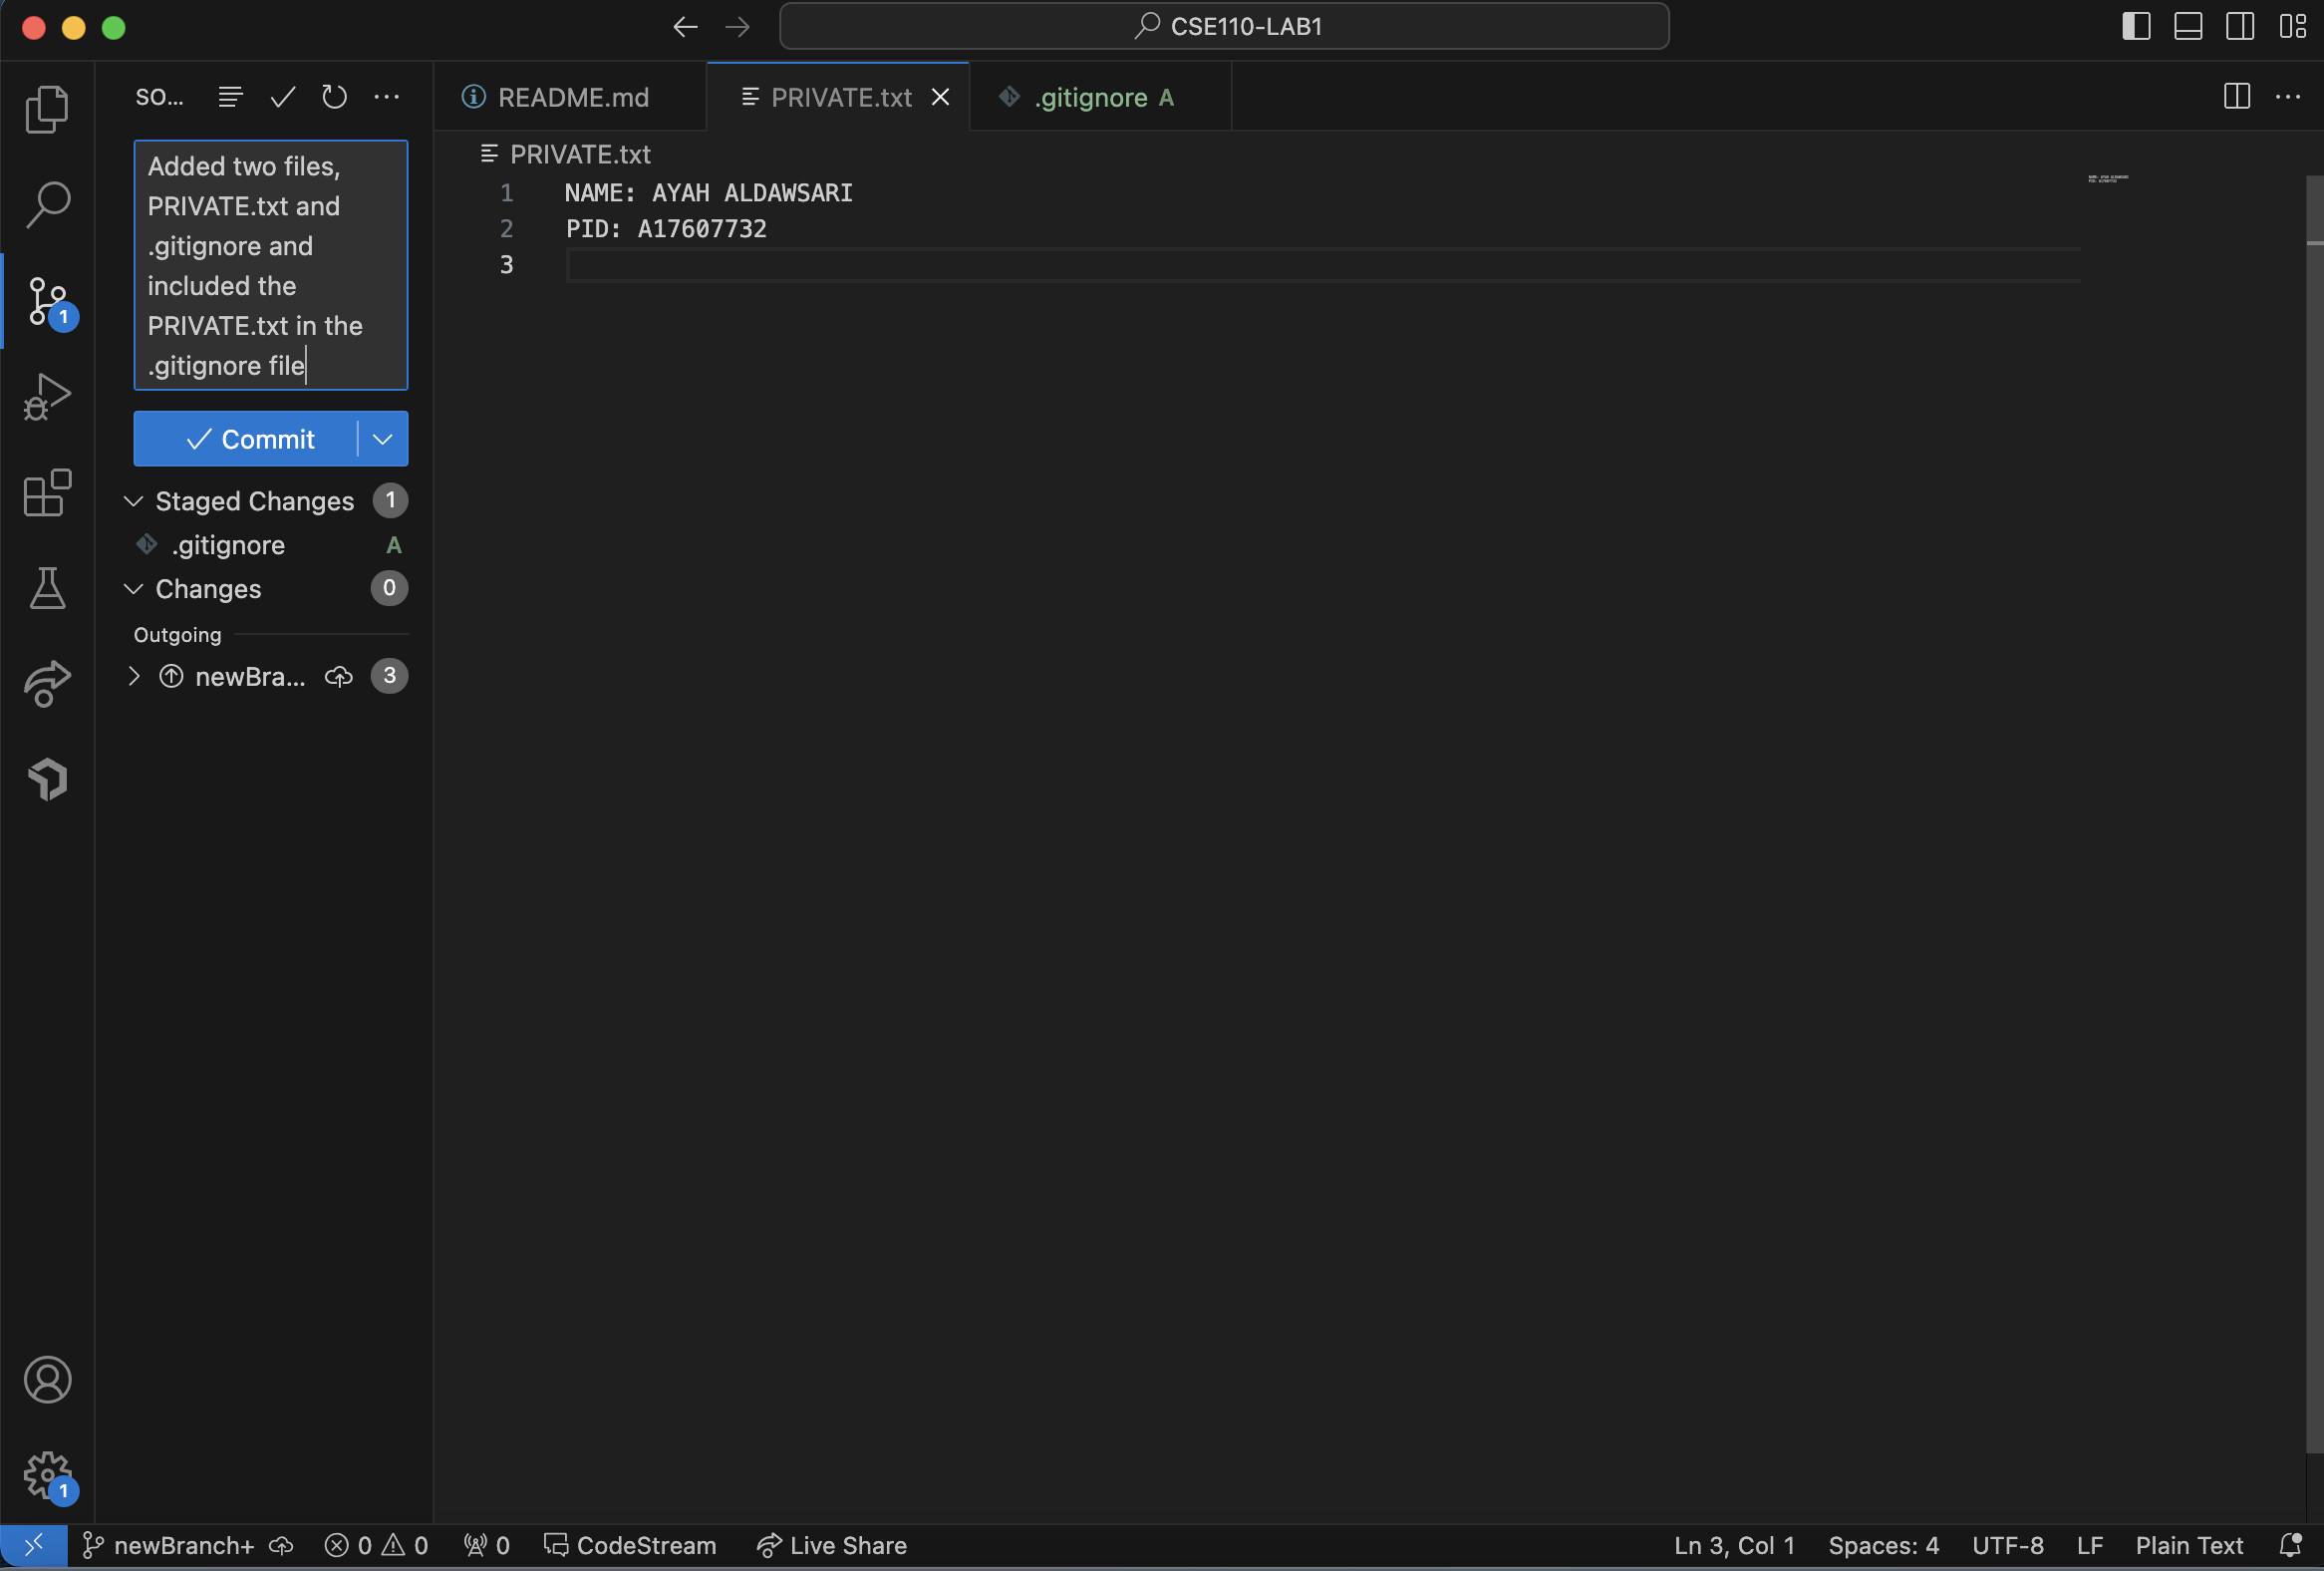 CSE110-LAB1
SO...
README.md
PRIVATE.txt
.gitignore A
Added two files,
PRIVATE.txt and
.gitignore and
included the
PRIVATE.txt in the
.gitignore file
Commit
Staged Changes 1
.gitignore A
Changes 0
Outgoing
newBra... 3
PRIVATE.txt
1 NAME: AYAH ALDAWSARI
2 PID: A17607732
3
1
1
newBranch+ 0 0 0 CodeStream Live Share
Ln 3, Col 1 Spaces: 4 UTF-8 LF Plain Text